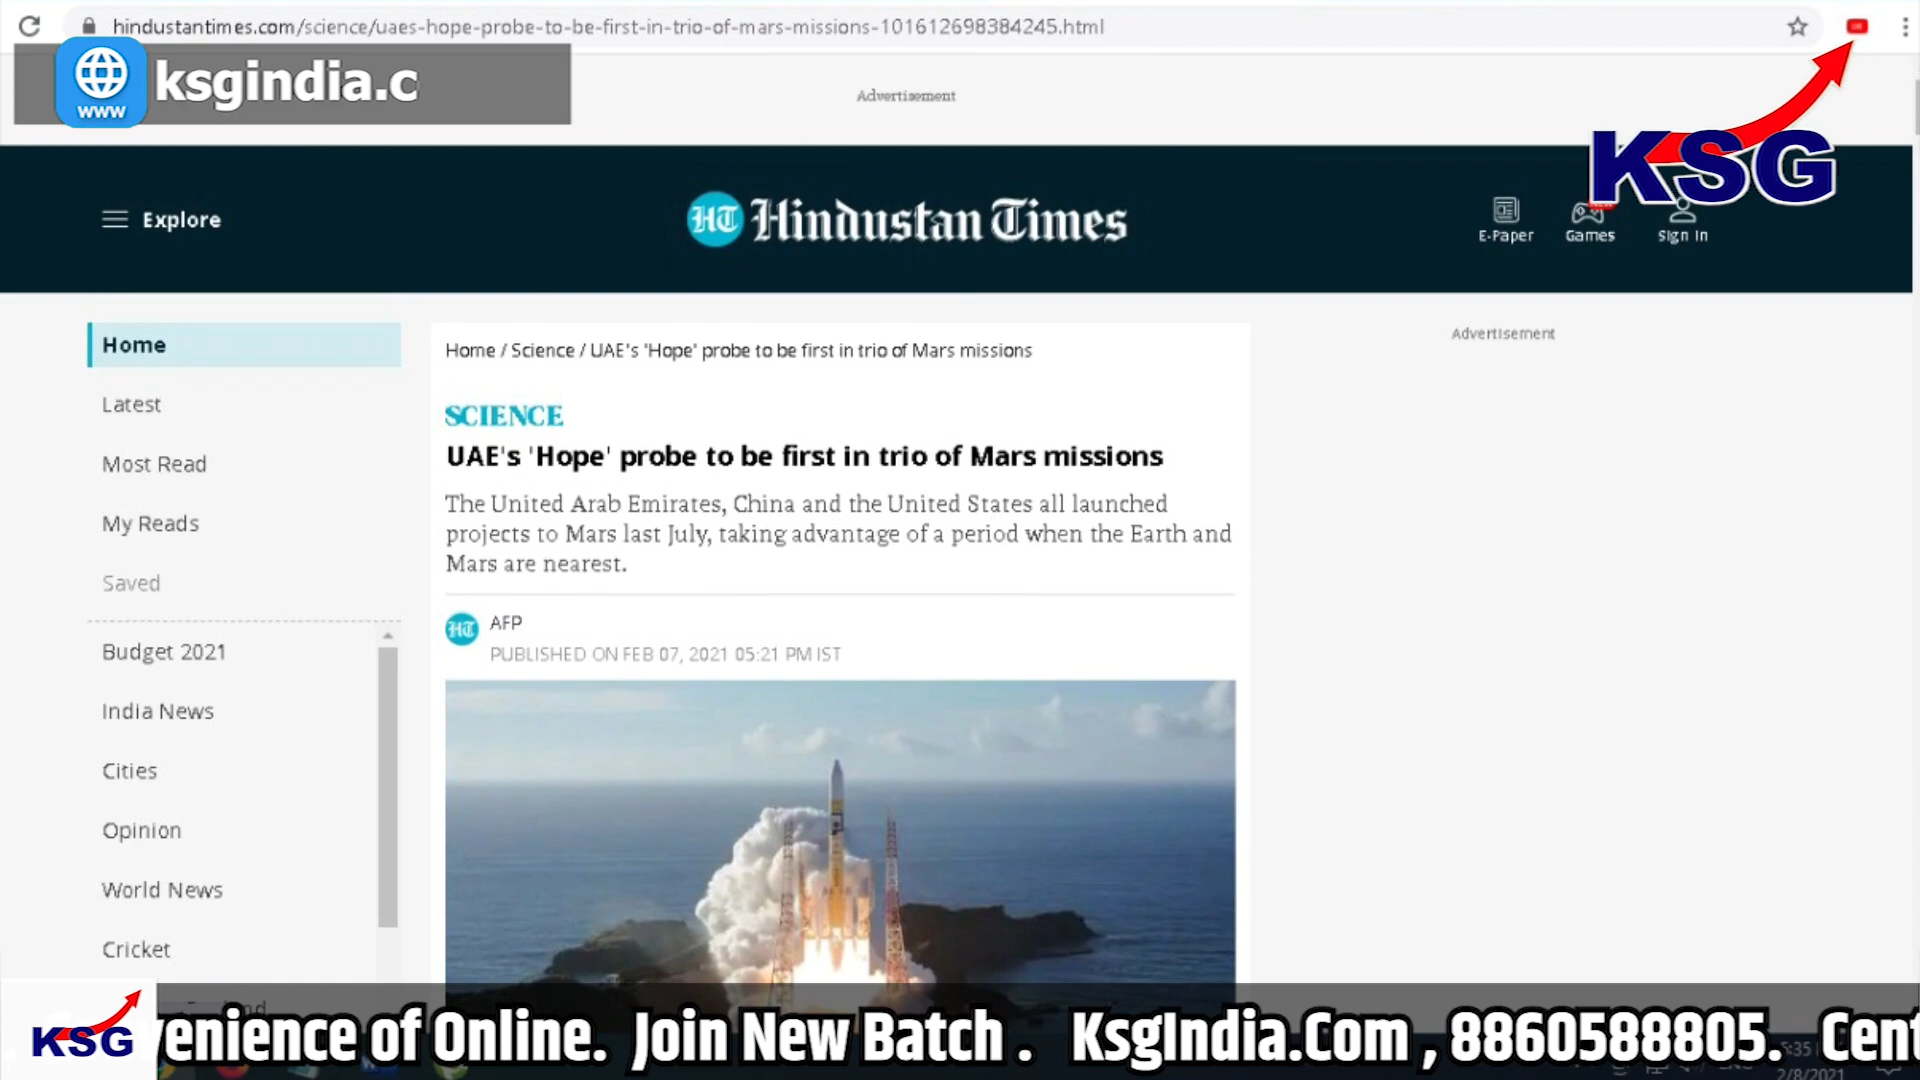 hindustantimes.com/science/uaes-hope-probe-to-be-first-in-trio-of-mars-missions-101612698384245.html
www
ksgindia.c
Advertisement
KSG
Explore
HT Hindustan Times
E-Paper
Games
Sign In
Home
Latest
Most Read
My Reads
Saved
Budget 2021
India News
Cities
Opinion
World News
Cricket
Home / Science / UAE's 'Hope' probe to be first in trio of Mars missions
SCIENCE
UAE's 'Hope' probe to be first in trio of Mars missions
The United Arab Emirates, China and the United States all launched
projects to Mars last July, taking advantage of a period when the Earth and
Mars are nearest.
HT
AFP
PUBLISHED ON FEB 07, 2021 05:21 PM IST
Advertisement
KSG
venience of Online. Join New Batch . KsgIndia.Com , 8860588805. Cent
2/8/2021